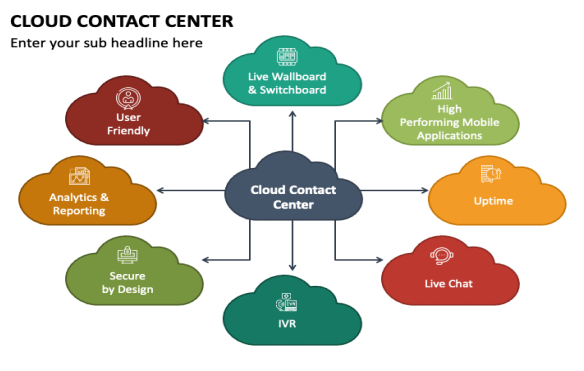 CLOUD CONTACT CENTER
Enter your sub headline here
Live Wallboard
& Switchboard
User
Friendly
High
Performing Mobile
Applications
Analytics &
Reporting
Cloud Contact
Center
Uptime
Secure
by Design
Live Chat
IVR